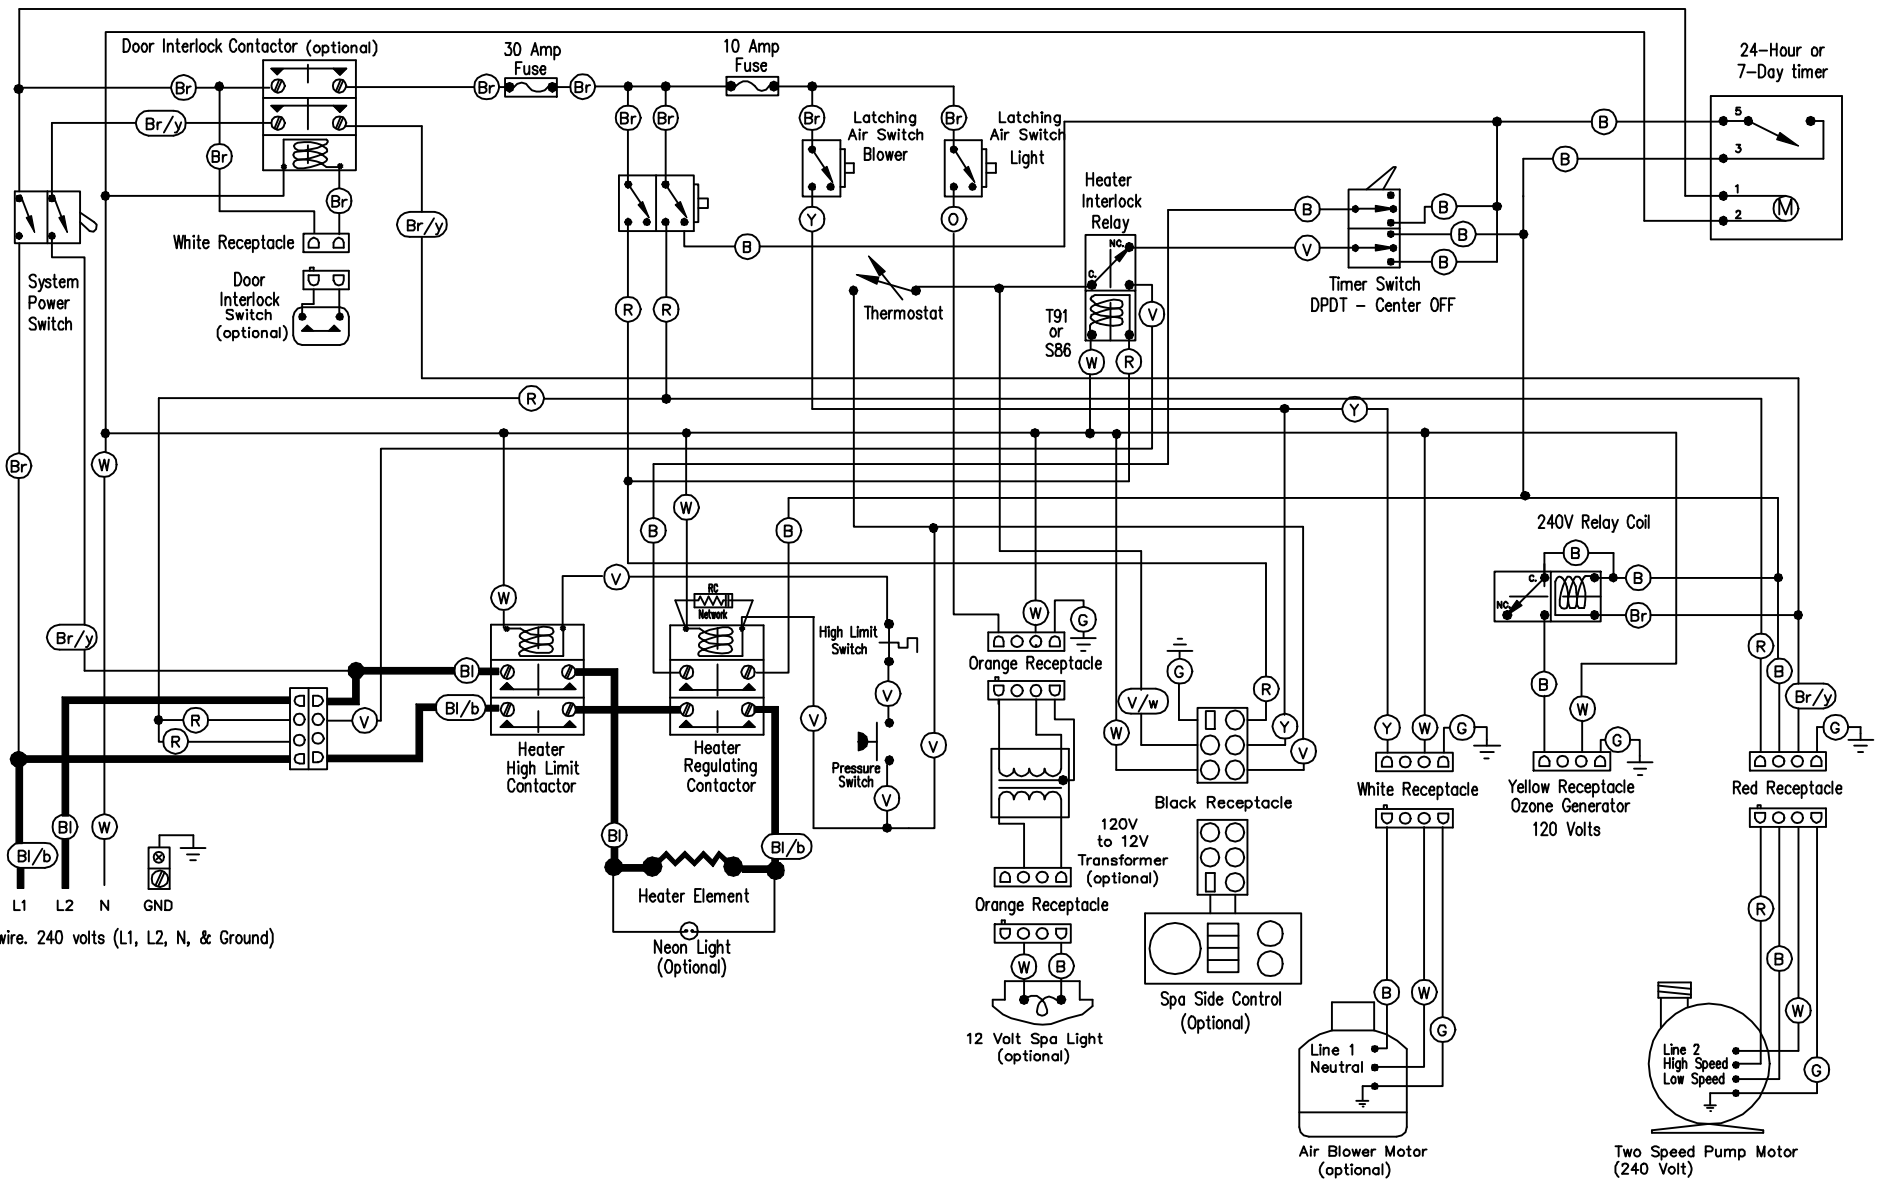 Door Interlock Contactor (optional)
30 Amp
Fuse
10 Amp
Fuse
24-Hour or
7-Day timer
Br
Br/y
Br
Br
Br
Br
Br
Br
Br
Br
Br
Latching
Air Switch
Blower
Latching
Air Switch
Light
B
B
5
3
1
2
M
Heater
Interlock
Relay
NC.
C.
T91
or
S86
B
V
B
B
B
Timer Switch
DPDT - Center OFF
Y
O
B
Br/y
White Receptacle
Door
Interlock
Switch
(optional)
System
Power
Switch
R
R
Thermostat
V
W
R
R
Y
Br
W
W
B
W
B
V
Br/y
RC
Network
High Limit
Switch
V
V
V
V
Pressure
Switch
Bl
Bl/b
R
R
V
Heater
High Limit
Contactor
Heater
Regulating
Contactor
Bl
Bl/b
Heater Element
Neon Light
(Optional)
Bl/b
Bl
W
L1
L2
N
GND
wire. 240 volts (L1, L2, N, & Ground)
W
G
Orange Receptacle
120V
to 12V
Transformer
(optional)
Orange Receptacle
W
B
12 Volt Spa Light
(optional)
V/w
G
R
Y
V
W
Black Receptacle
Spa Side Control
(Optional)
Y
W
G
White Receptacle
B
W
G
Line 1
Neutral
Air Blower Motor
(optional)
240V Relay Coil
B
C.
NC.
B
Br
B
W
G
Yellow Receptacle
Ozone Generator
120 Volts
R
B
Br/y
G
Red Receptacle
R
B
W
G
Line 2
High Speed
Low Speed
Two Speed Pump Motor
(240 Volt)